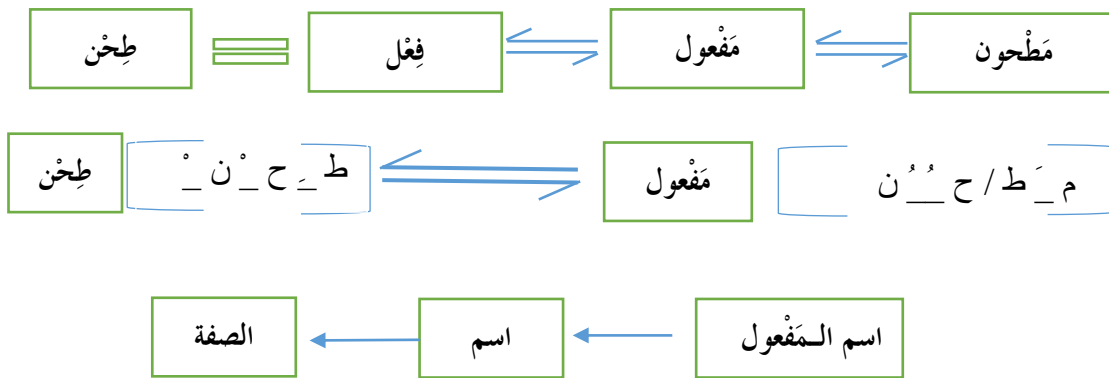 مَطْحون مَفْعول فِعْل طِحْن
م _َ ط / ح _ُ_ُ ن مَفْعول ط _َ ح _ْ ن _ْ طِحْن
اسم الـمَفْعول اسم الصفة